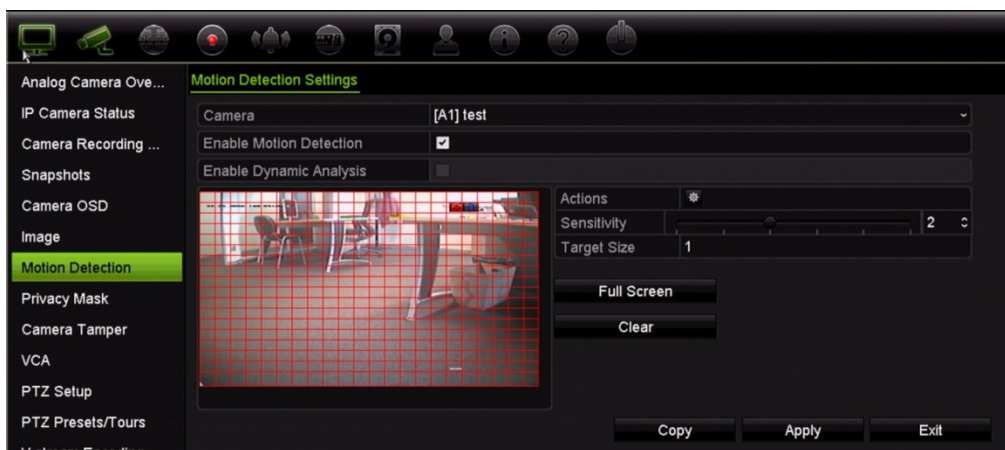 Analog Camera Ove...
IP Camera Status
Camera Recording ...
Snapshots
Camera OSD
Image
Motion Detection
Privacy Mask
Camera Tamper
VCA
PTZ Setup
PTZ Presets/Tours
Motion Detection Settings
Camera [A1] test
Enable Motion Detection
Enable Dynamic Analysis
Actions
Sensitivity 2
Target Size 1
Full Screen
Clear
Copy Apply Exit